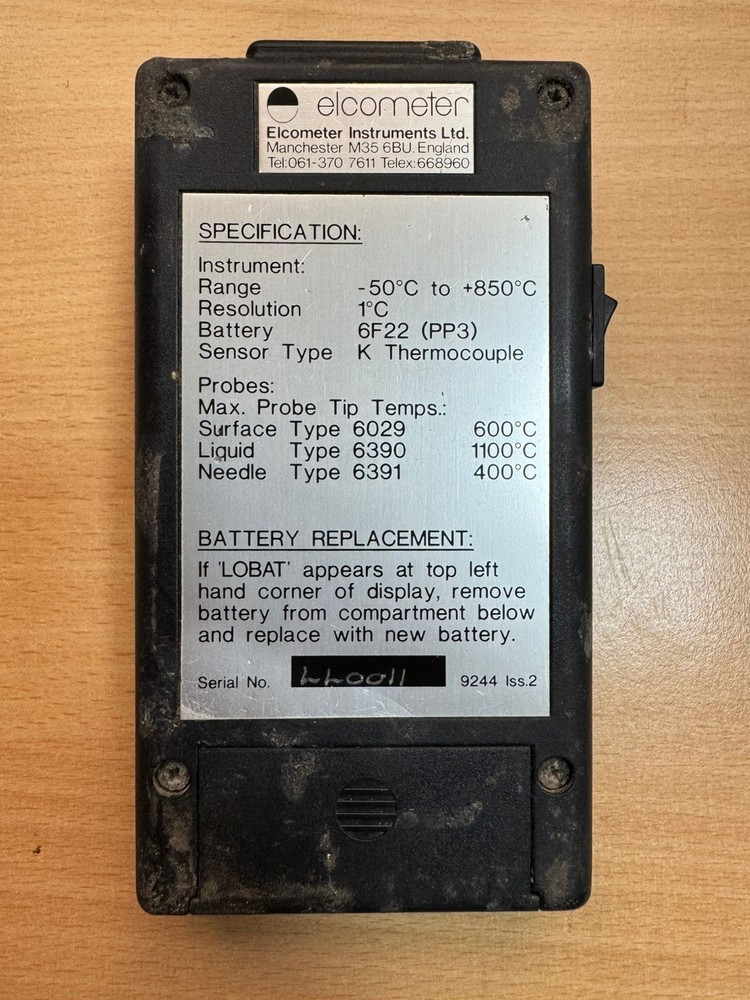 elcometer
Elcometer Instruments Ltd.
Manchester M35 6BU. England
Tel:061-370 7611 Telex:668960
SPECIFICATION:
Instrument:
Range -50°C to +850°C
Resolution 1°C
Battery 6F22 (PP3)
Sensor Type K Thermocouple
Probes:
Max. Probe Tip Temps.:
Surface Type 6029 600°C
Liquid Type 6390 1100°C
Needle Type 6391 400°C
BATTERY REPLACEMENT:
If 'LOBAT' appears at top left
hand corner of display, remove
battery from compartment below
and replace with new battery.
Serial No. 9244 Iss.2